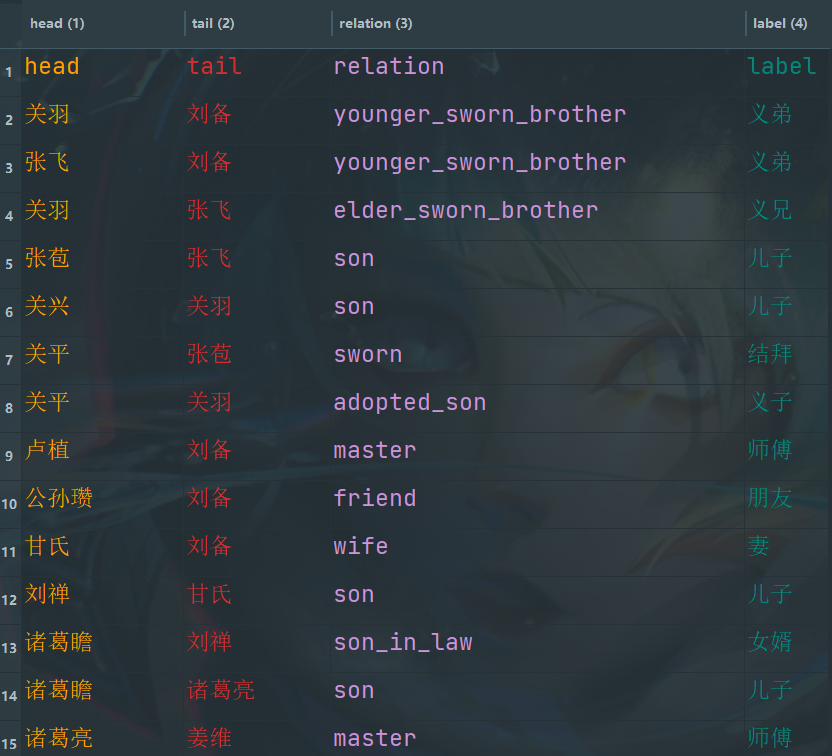 head (1) tail (2) relation (3) label (4)
1 head tail relation label
2 关羽 刘备 younger_sworn_brother 义弟
3 张飞 刘备 younger_sworn_brother 义弟
4 关羽 张飞 elder_sworn_brother 义兄
5 张苞 张飞 son 儿子
6 关兴 关羽 son 儿子
7 关平 张苞 sworn 结拜
8 关平 关羽 adopted_son 义子
9 卢植 刘备 master 师傅
10 公孙瓒 刘备 friend 朋友
11 甘氏 刘备 wife 妻
12 刘禅 甘氏 son 儿子
13 诸葛瞻 刘禅 son_in_law 女婿
14 诸葛瞻 诸葛亮 son 儿子
15 诸葛亮 姜维 master 师傅